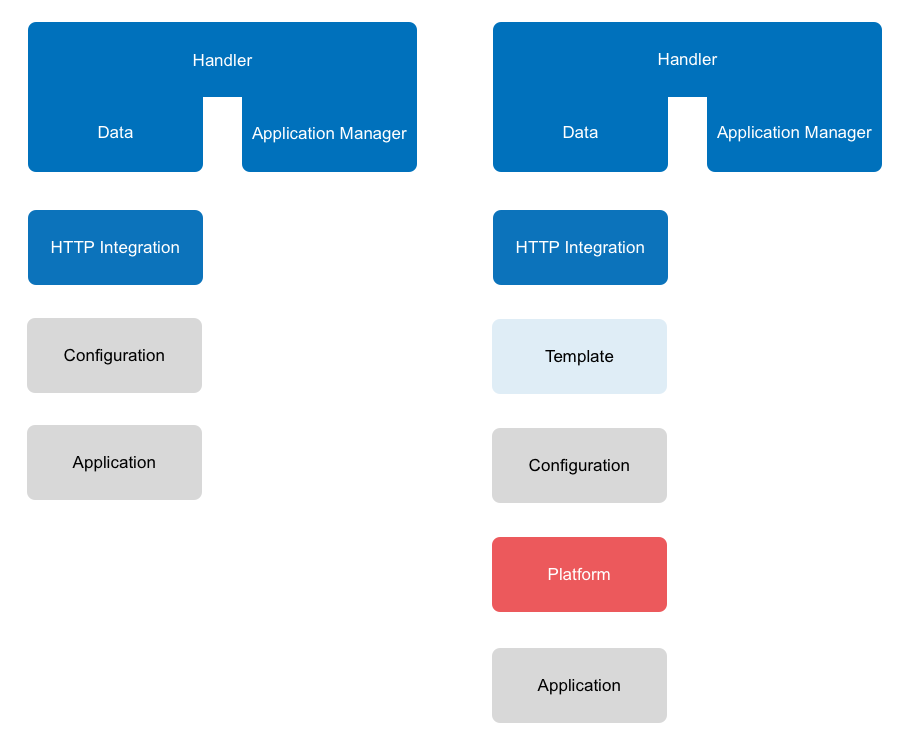 Handler
Data
Application Manager
HTTP Integration
Configuration
Application
Handler
Data
Application Manager
HTTP Integration
Template
Configuration
Platform
Application